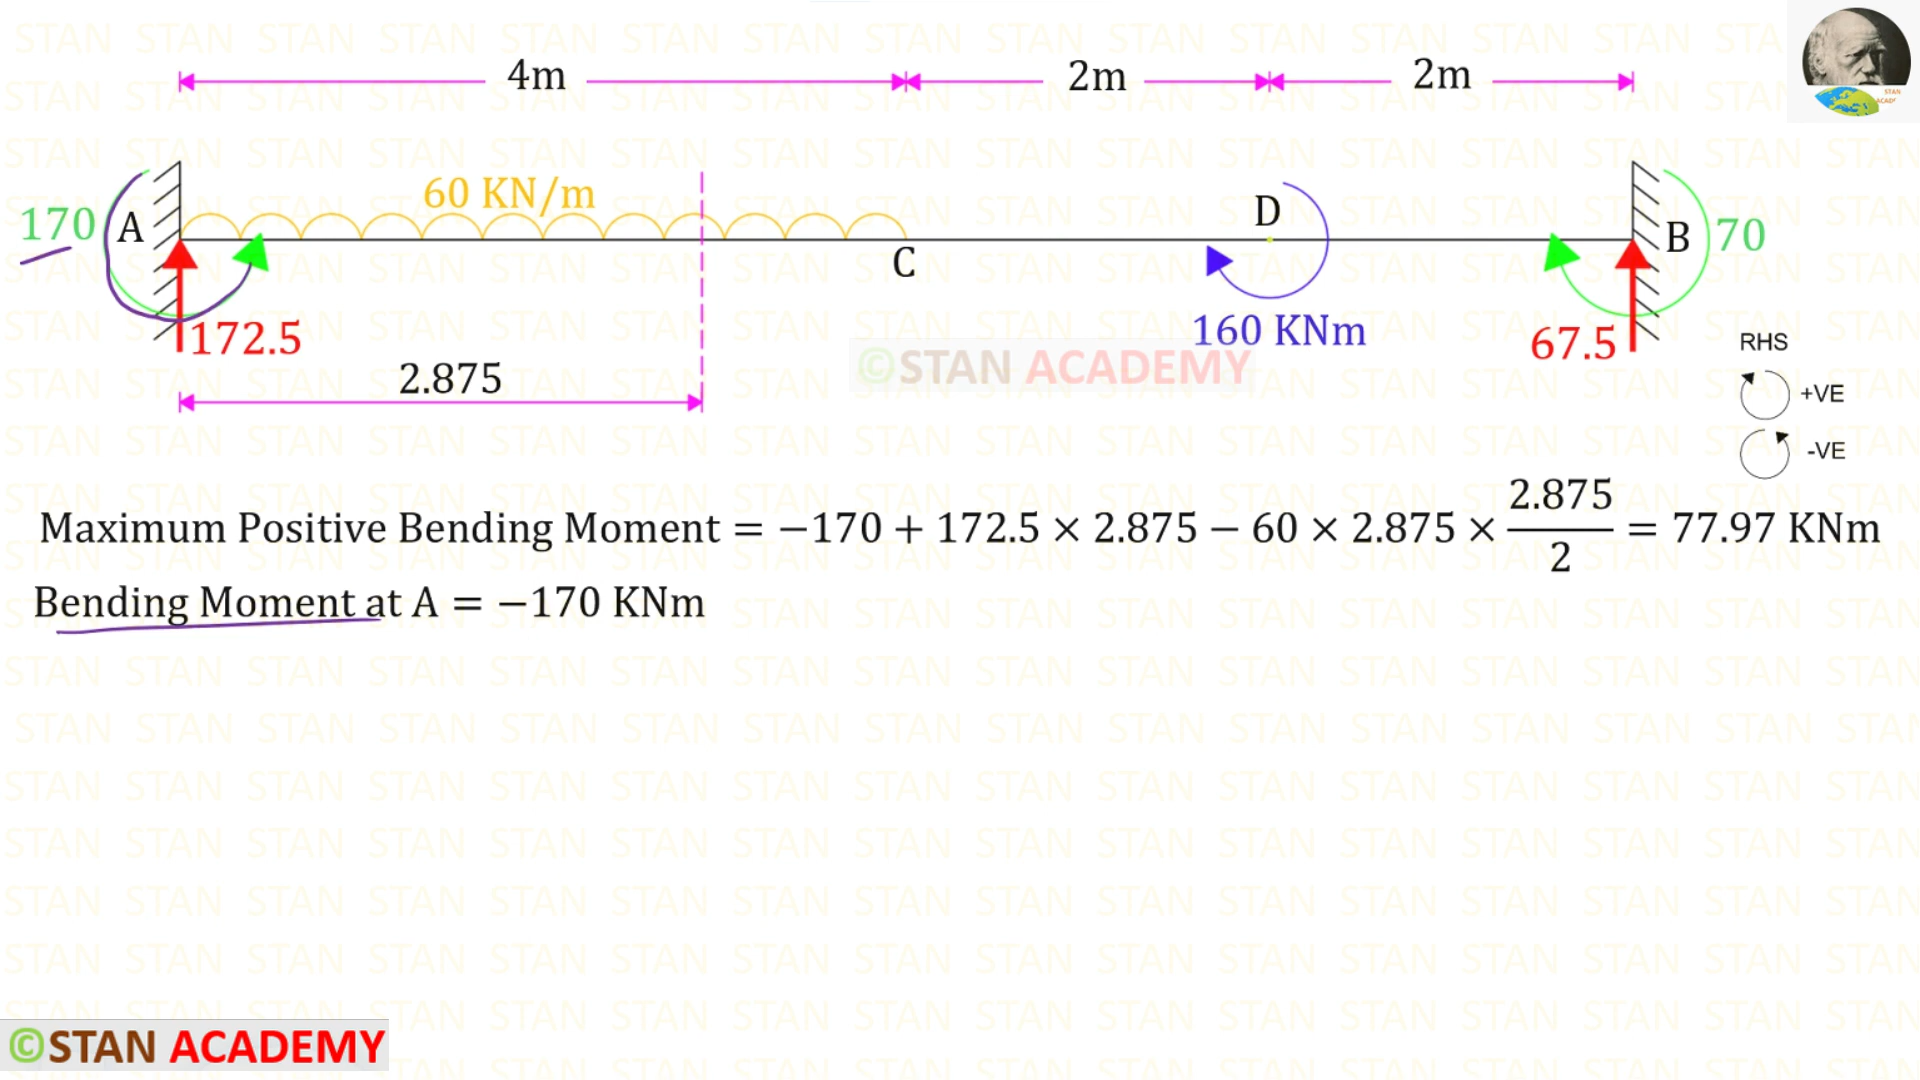 4m 2m 2m
STAN ACADEMY
60 KN/m
170 A D B 70
C
172.5 160 KNm 67.5
RHS
2.875
+VE
©STAN ACADEMY
-VE
Maximum Positive Bending Moment = −170 + 172.5 × 2.875 − 60 × 2.875 × 2.875/2 = 77.97 KNm
Bending Moment at A = −170 KNm
©STAN ACADEMY